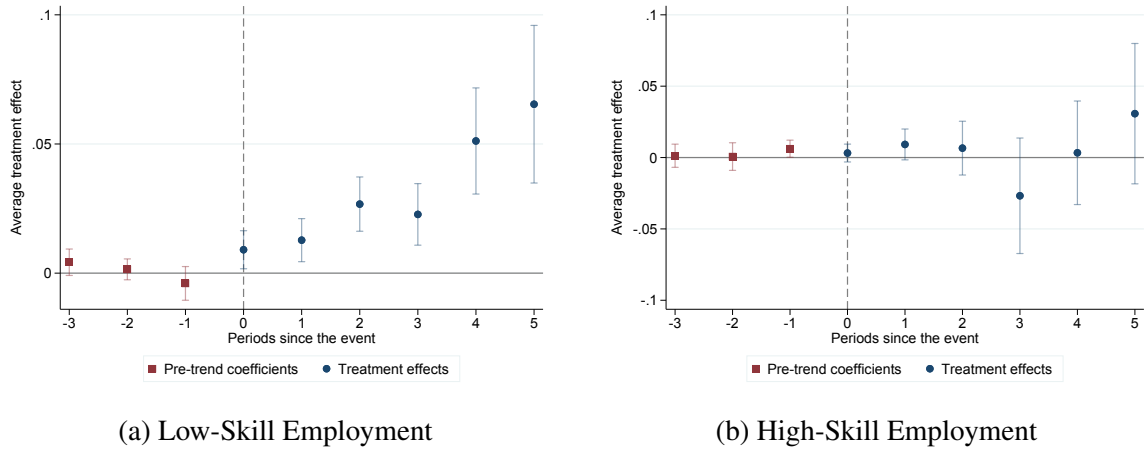 .1
.05
0
Average treatment effect
-3 -2 -1 0 1 2 3 4 5
Periods since the event
Pre-trend coefficients Treatment effects
(a) Low-Skill Employment
.1
.05
0
-.05
-.1
Average treatment effect
-3 -2 -1 0 1 2 3 4 5
Periods since the event
Pre-trend coefficients Treatment effects
(b) High-Skill Employment